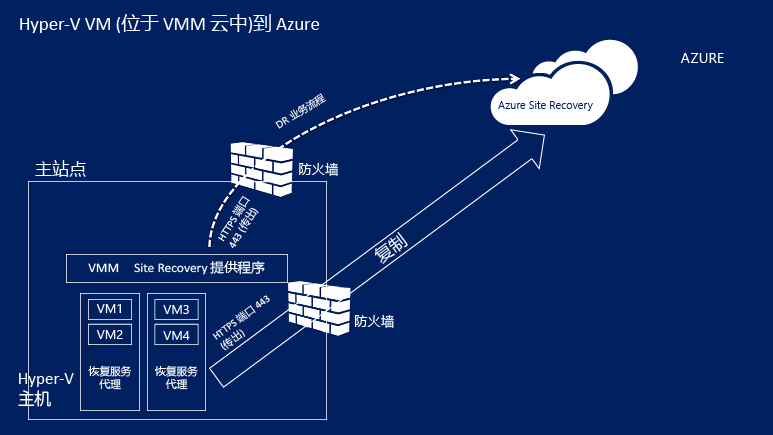 Hyper-V VM (位于 VMM 云中)到 Azure
AZURE
Azure Site Recovery
DR 业务流程
主站点
防火墙
HTTPS 端口
443 (传出)
VMM Site Recovery 提供程序
VM1
VM2
恢复服务
代理
VM3
VM4
恢复服务
代理
HTTPS 端口 443
(传出)
复制
防火墙
Hyper-V
主机